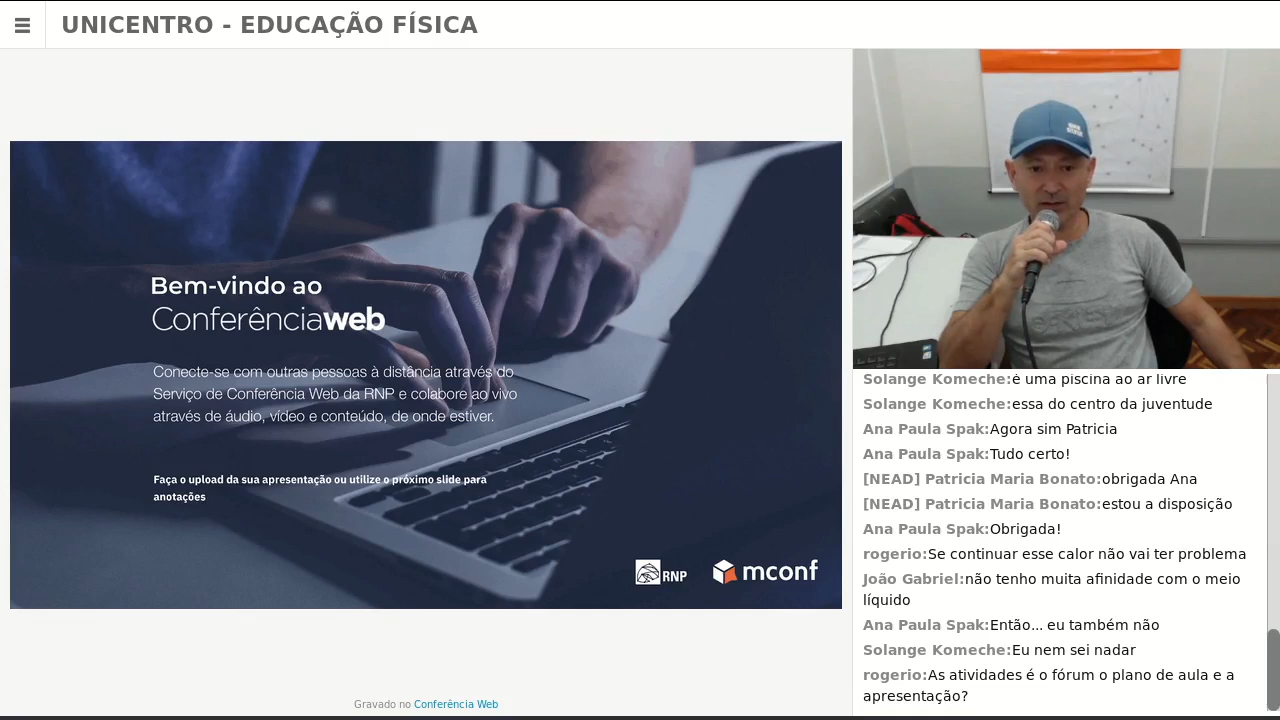 UNICENTRO - EDUCAÇÃO FÍSICA
Bem-vindo ao
Conferênciaweb
Conecte-se com outras pessoas à distância através do
Serviço de Conferência Web da RNP e colabore ao vivo
através de áudio, vídeo e conteúdo, de onde estiver.
Faça o upload da sua apresentação ou utilize o próximo slide para
anotações
RNP
mconf
Gravado no Conferência Web
Solange Komeche:é uma piscina ao ar livre
Solange Komeche:essa do centro da juventude
Ana Paula Spak:Agora sim Patricia
Ana Paula Spak:Tudo certo!
[NEAD] Patricia Maria Bonato:obrigada Ana
[NEAD] Patricia Maria Bonato:estou a disposição
Ana Paula Spak:Obrigada!
rogerio:Se continuar esse calor não vai ter problema
João Gabriel:não tenho muita afinidade com o meio
líquido
Ana Paula Spak:Então... eu também não
Solange Komeche:Eu nem sei nadar
rogerio:As atividades é o fórum o plano de aula e a
apresentação?